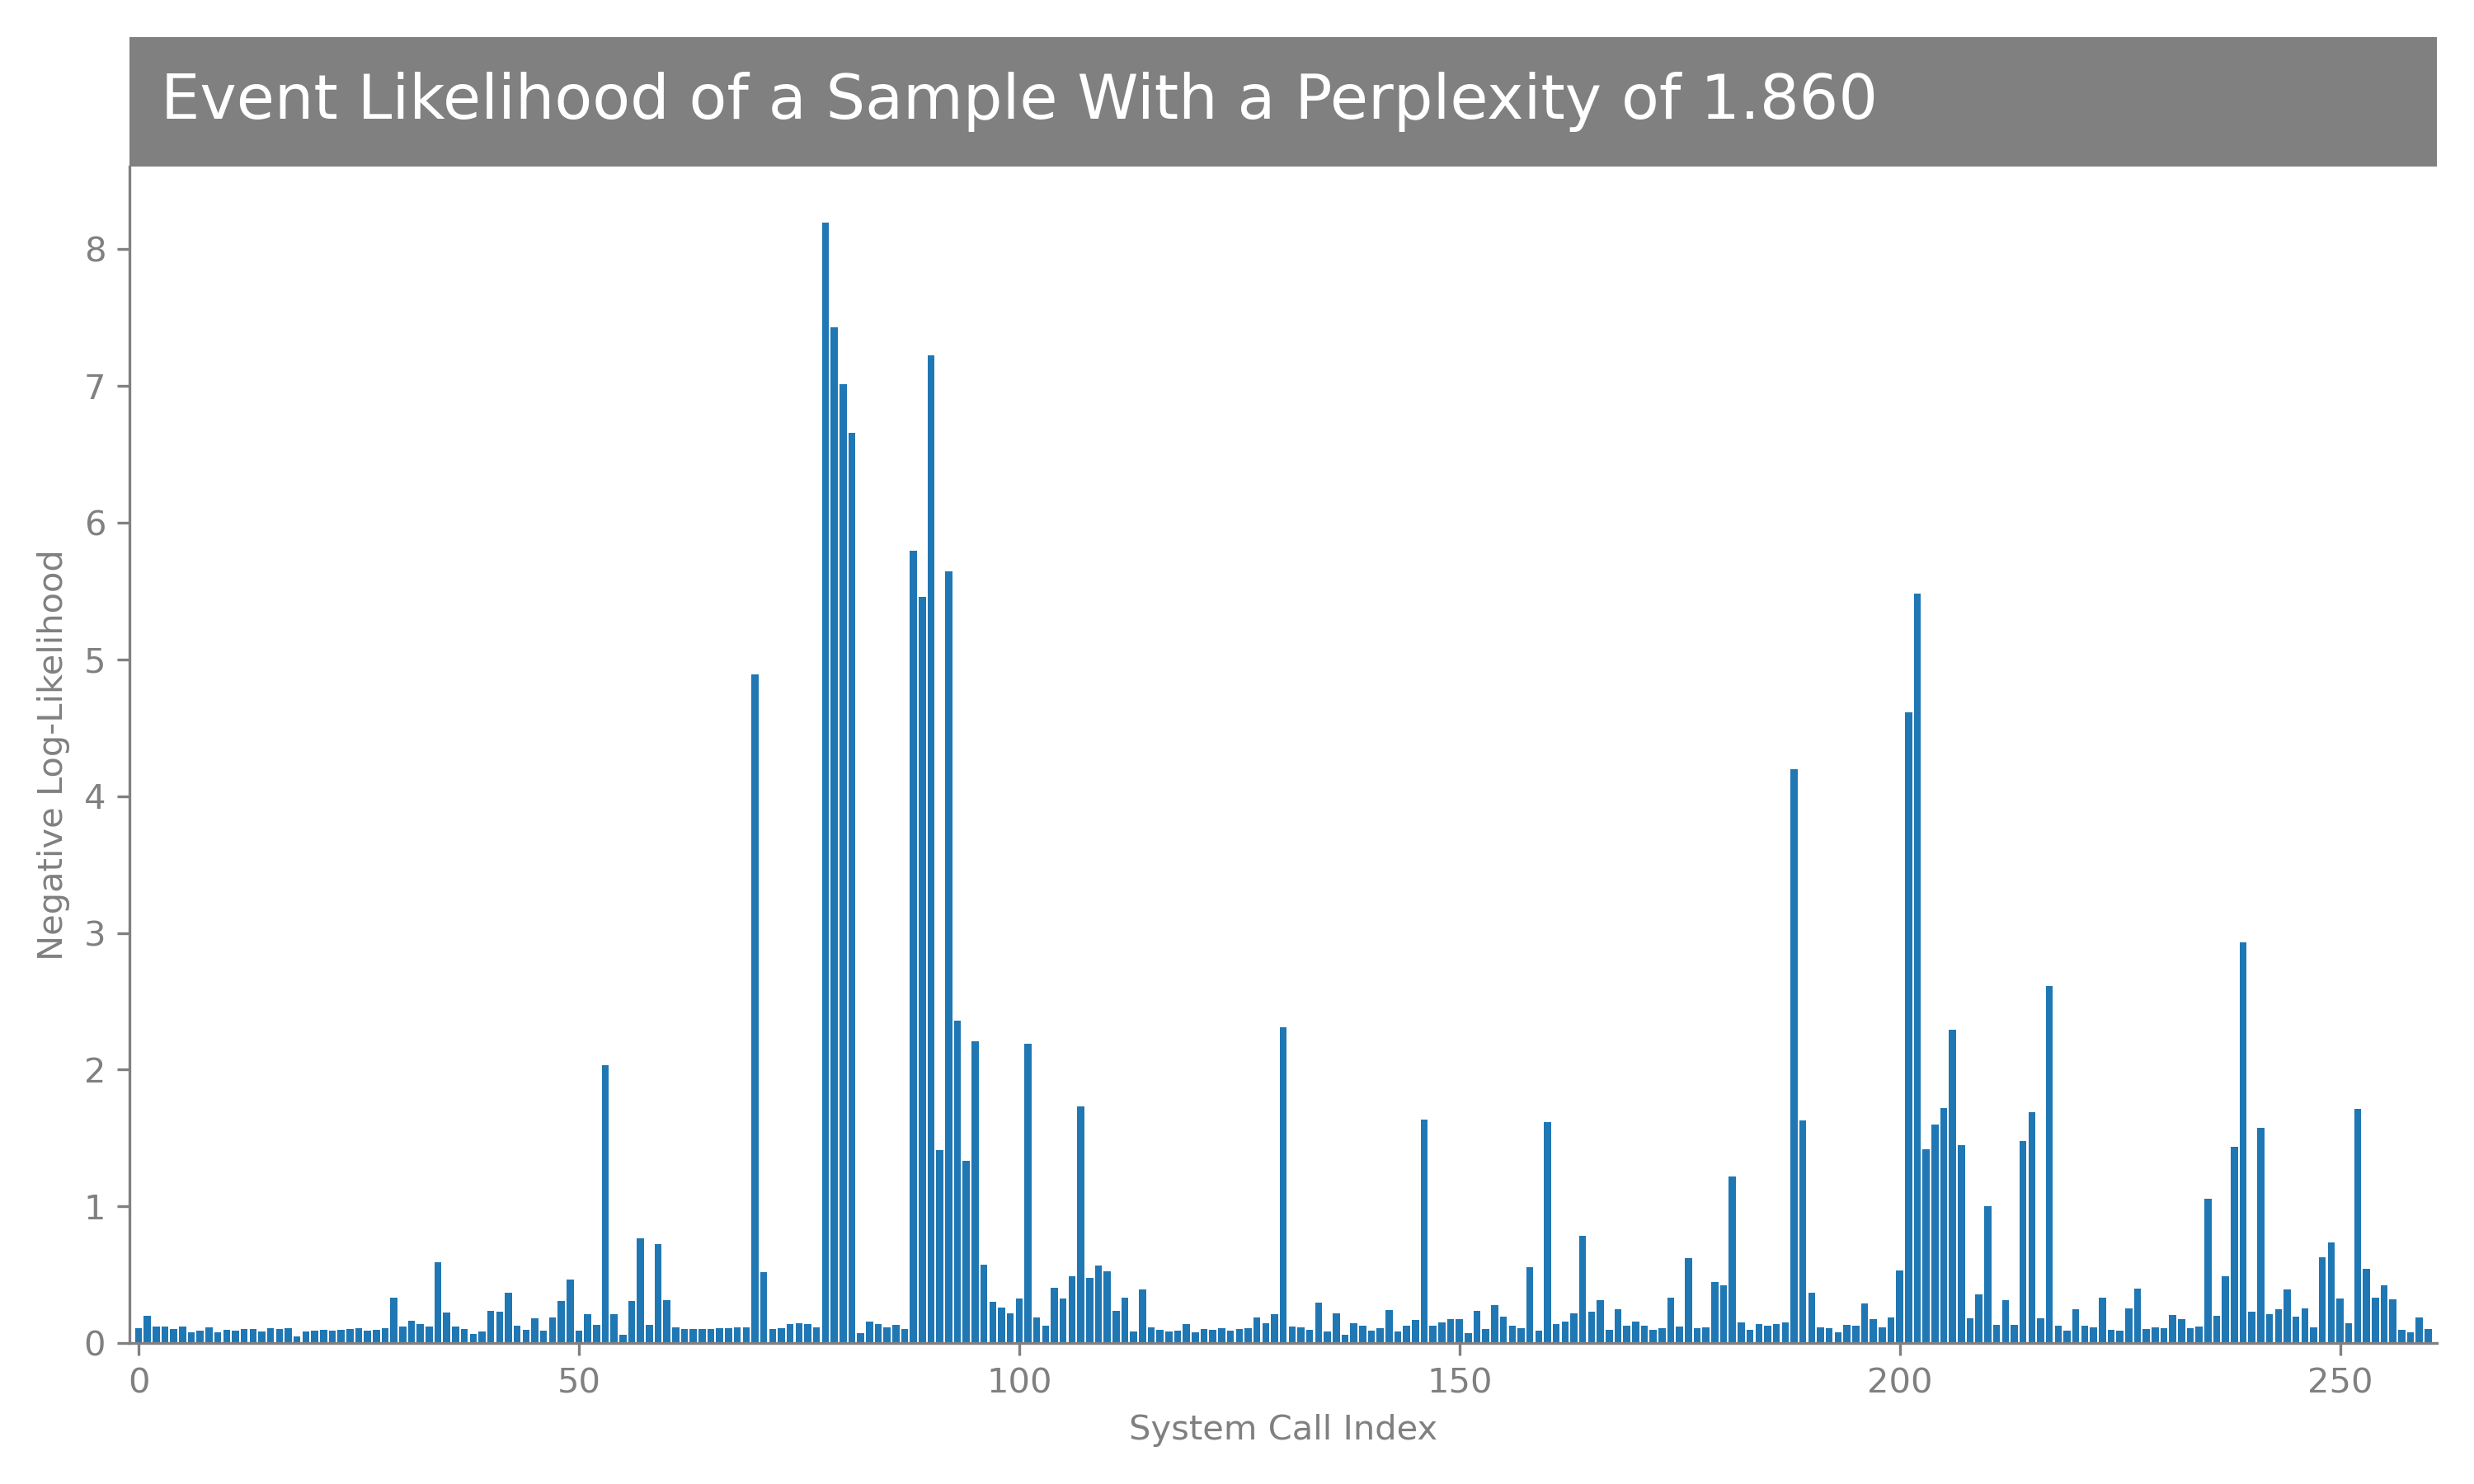 Event Likelihood of a Sample With a Perplexity of 1.860
8
7
6
5
4
3
2
1
0
Negative Log-Likelihood
0 50 100 150 200 250
System Call Index